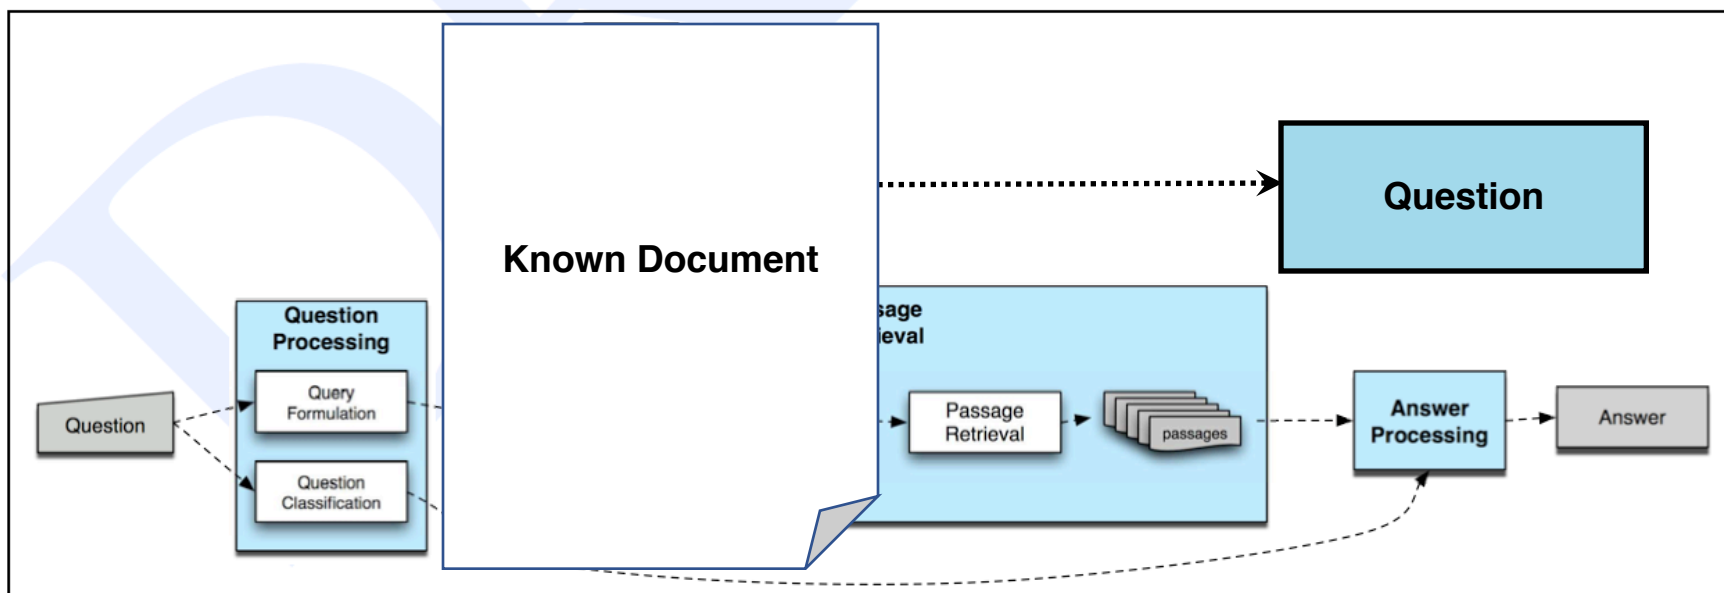 Known Document
Question
Question
Processing
Query
Formulation
Question
Classification
Question
sage
ieval
Passage
Retrieval
passages
Answer
Processing
Answer